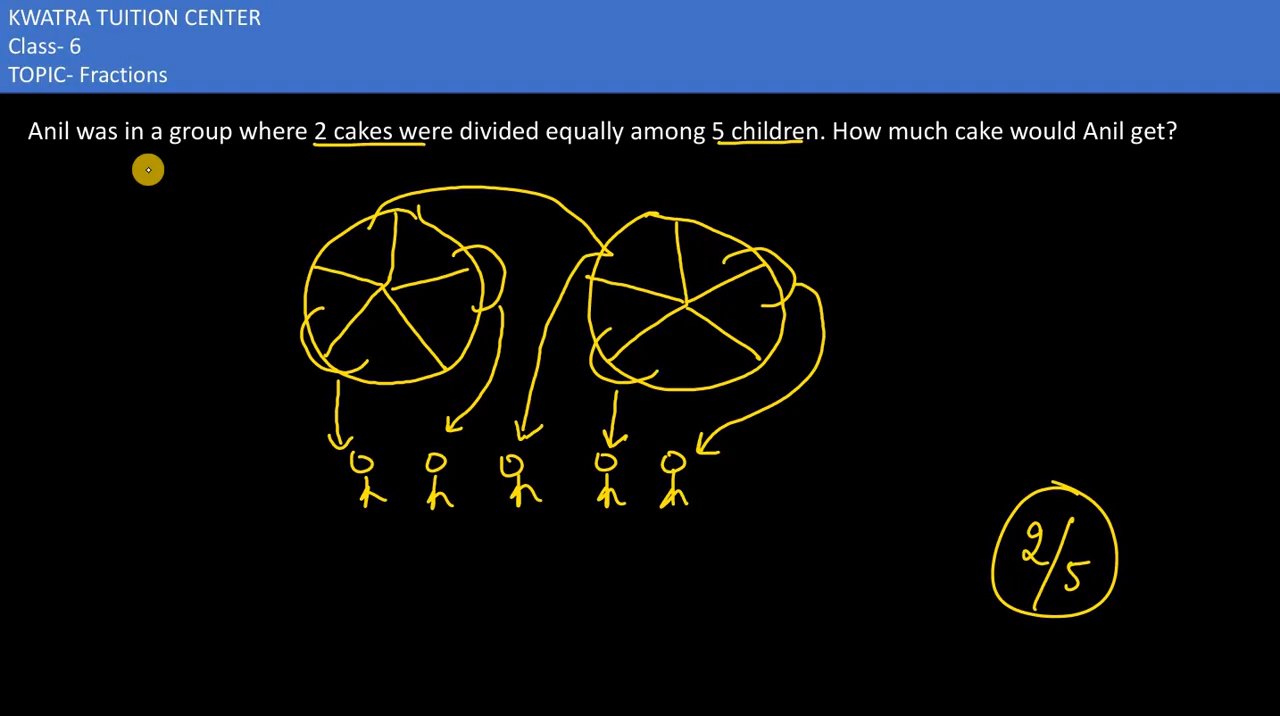 KWATRA TUITION CENTER
Class- 6
TOPIC- Fractions
Anil was in a group where 2 cakes were divided equally among 5 children. How much cake would Anil get?
2/5